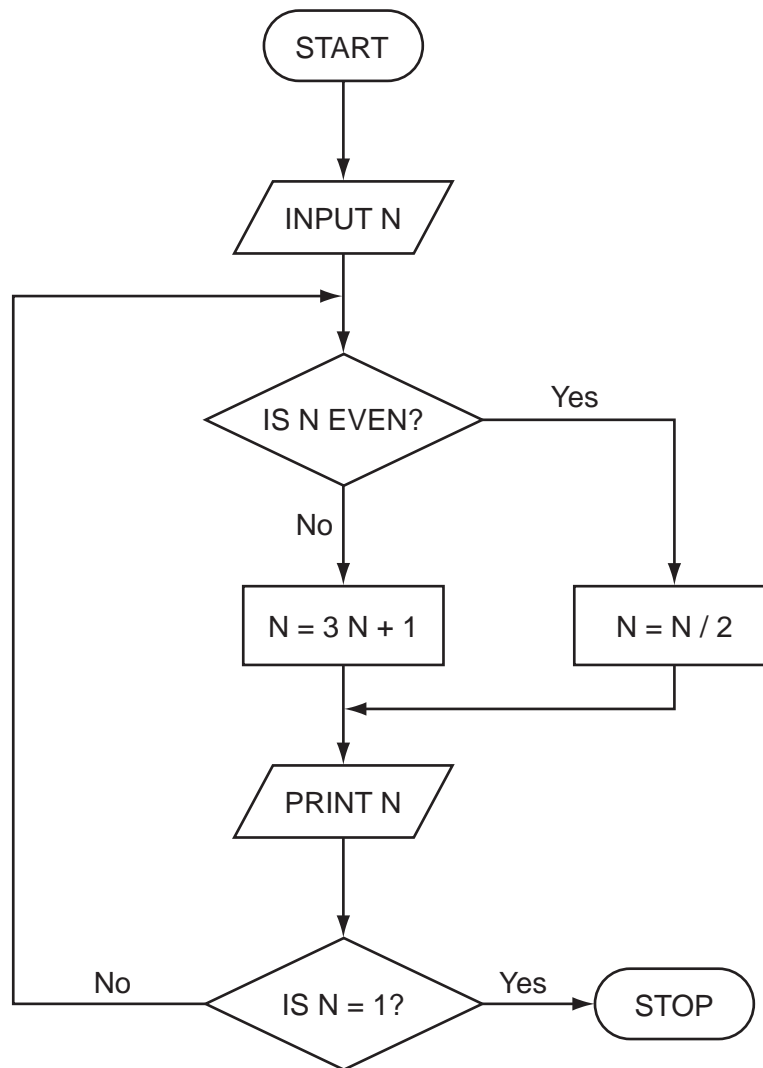 START
INPUT N
IS N EVEN?
Yes
No
N = 3 N + 1
N = N / 2
PRINT N
No
IS N = 1?
Yes
STOP